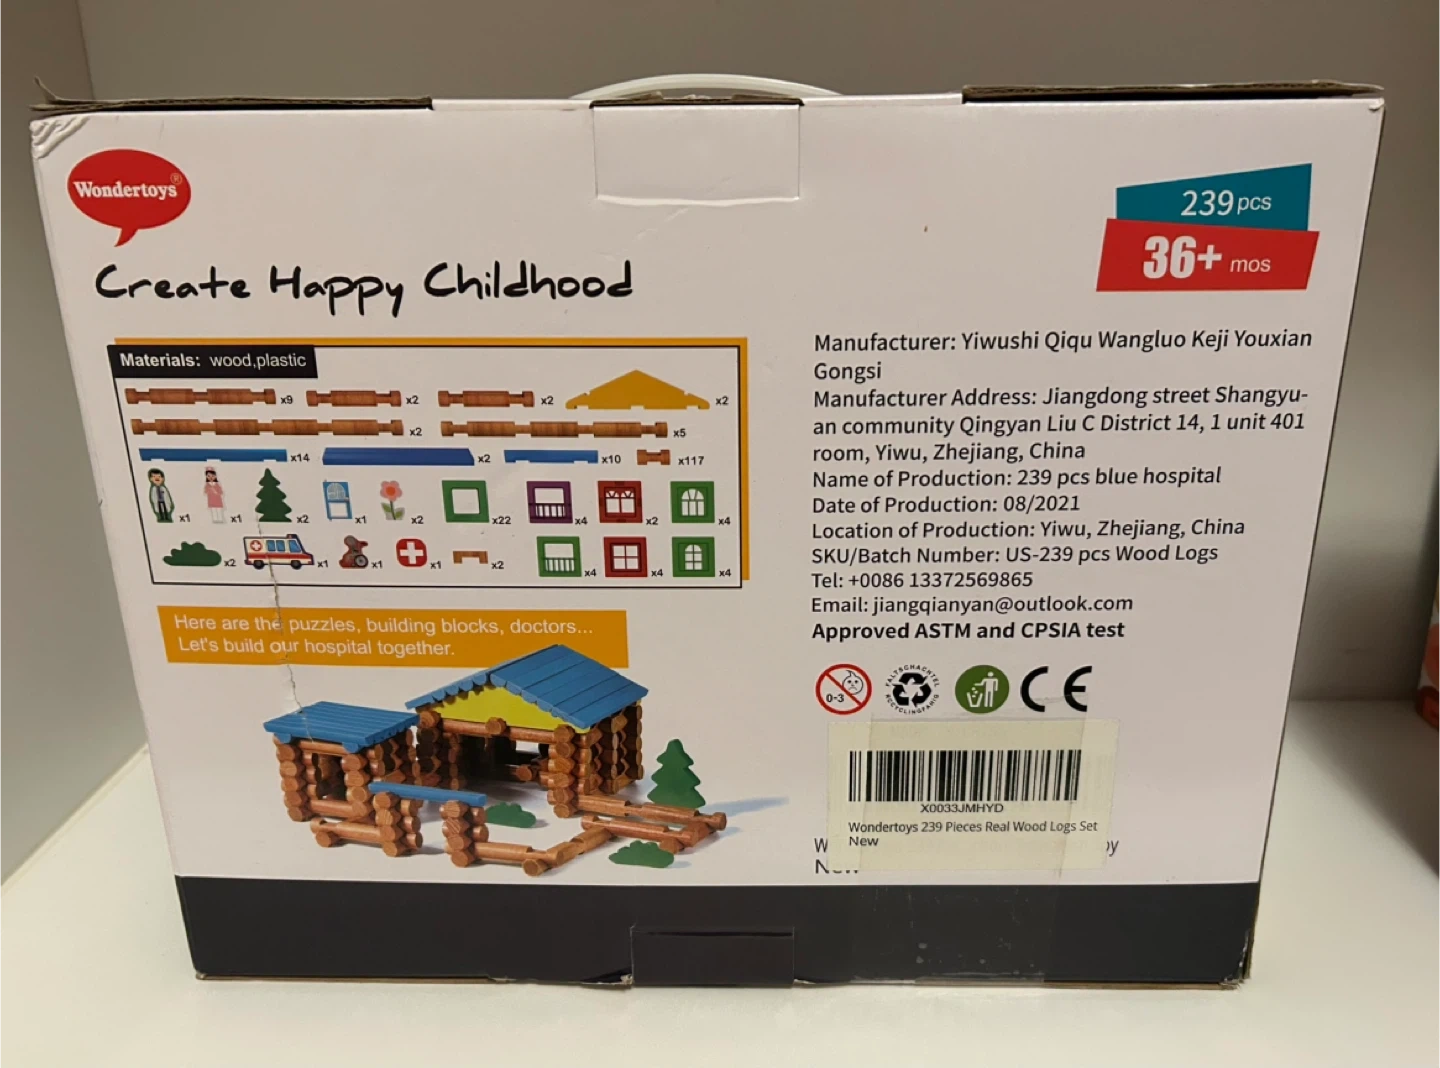 Wondertoys®
239 pcs
36+ mos
Create Happy Childhood
Materials: wood,plastic
x9 x2 x2 x2
x2 x5
x14 x2 x10 x117
x1 x1 x2 x1 x2 x22 x4 x2 x4
x2 x1 x1 x1 x2 x4 x4 x4
Here are the puzzles, building blocks, doctors...
Let's build our hospital together.
Manufacturer: Yiwushi Qiqu Wangluo Keji Youxian
Gongsi
Manufacturer Address: Jiangdong street Shangyu-
an community Qingyan Liu C District 14, 1 unit 401
room, Yiwu, Zhejiang, China
Name of Production: 239 pcs blue hospital
Date of Production: 08/2021
Location of Production: Yiwu, Zhejiang, China
SKU/Batch Number: US-239 pcs Wood Logs
Tel: +0086 13372569865
Email: jiangqianyan@outlook.com
Approved ASTM and CPSIA test
0-3
FALTSCHACHTEL
RECYCLINGFÄHIG
CE
X0033JMHYD
Wondertoys 239 Pieces Real Wood Logs Set
New